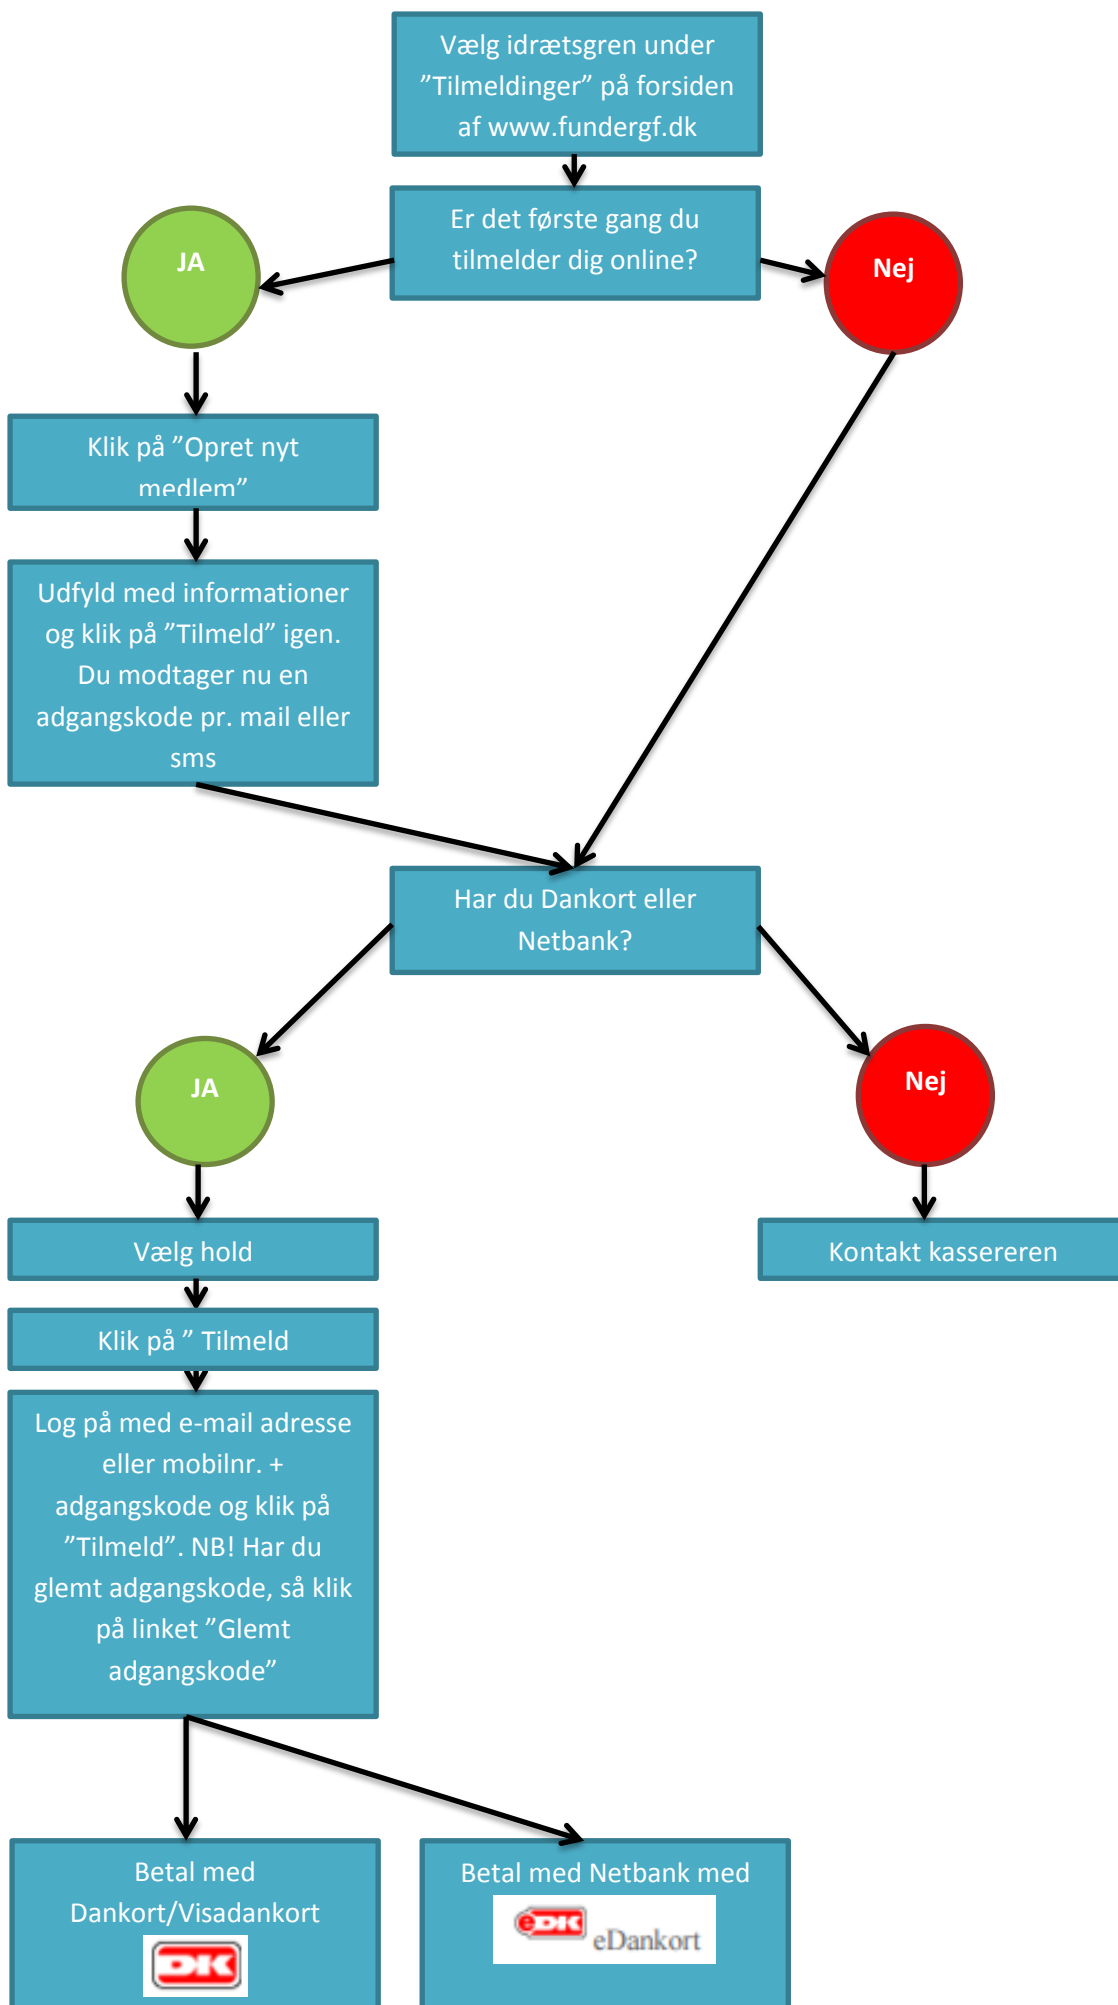 Vælg idrætsgren under
”Tilmeldinger” på forsiden
af www.fundergf.dk
Er det første gang du
tilmelder dig online?
JA
Nej
Klik på ”Opret nyt
medlem”
Udfyld med informationer
og klik på ”Tilmeld” igen.
Du modtager nu en
adgangskode pr. mail eller
sms
Har du Dankort eller
Netbank?
JA
Nej
Vælg hold
Kontakt kassereren
Klik på ” Tilmeld
Log på med e-mail adresse
eller mobilnr. +
adgangskode og klik på
”Tilmeld”. NB! Har du
glemt adgangskode, så klik
på linket ”Glemt
adgangskode”
Betal med
Dankort/Visadankort
DK
Betal med Netbank med
eDK eDankort